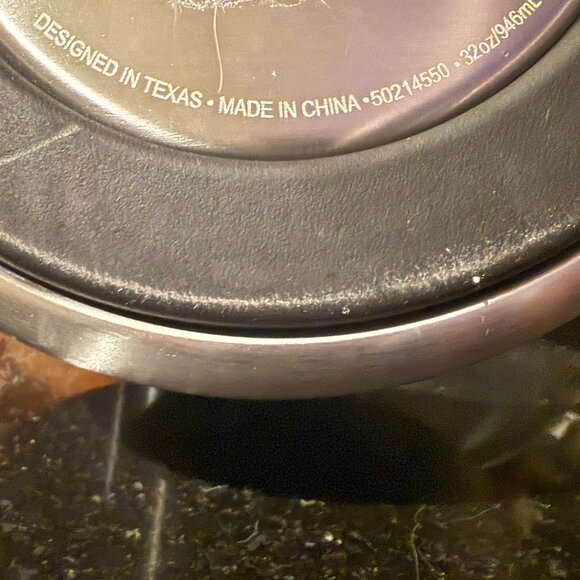 DESIGNED IN TEXAS • MADE IN CHINA • 50214550 • 32oz/946mL